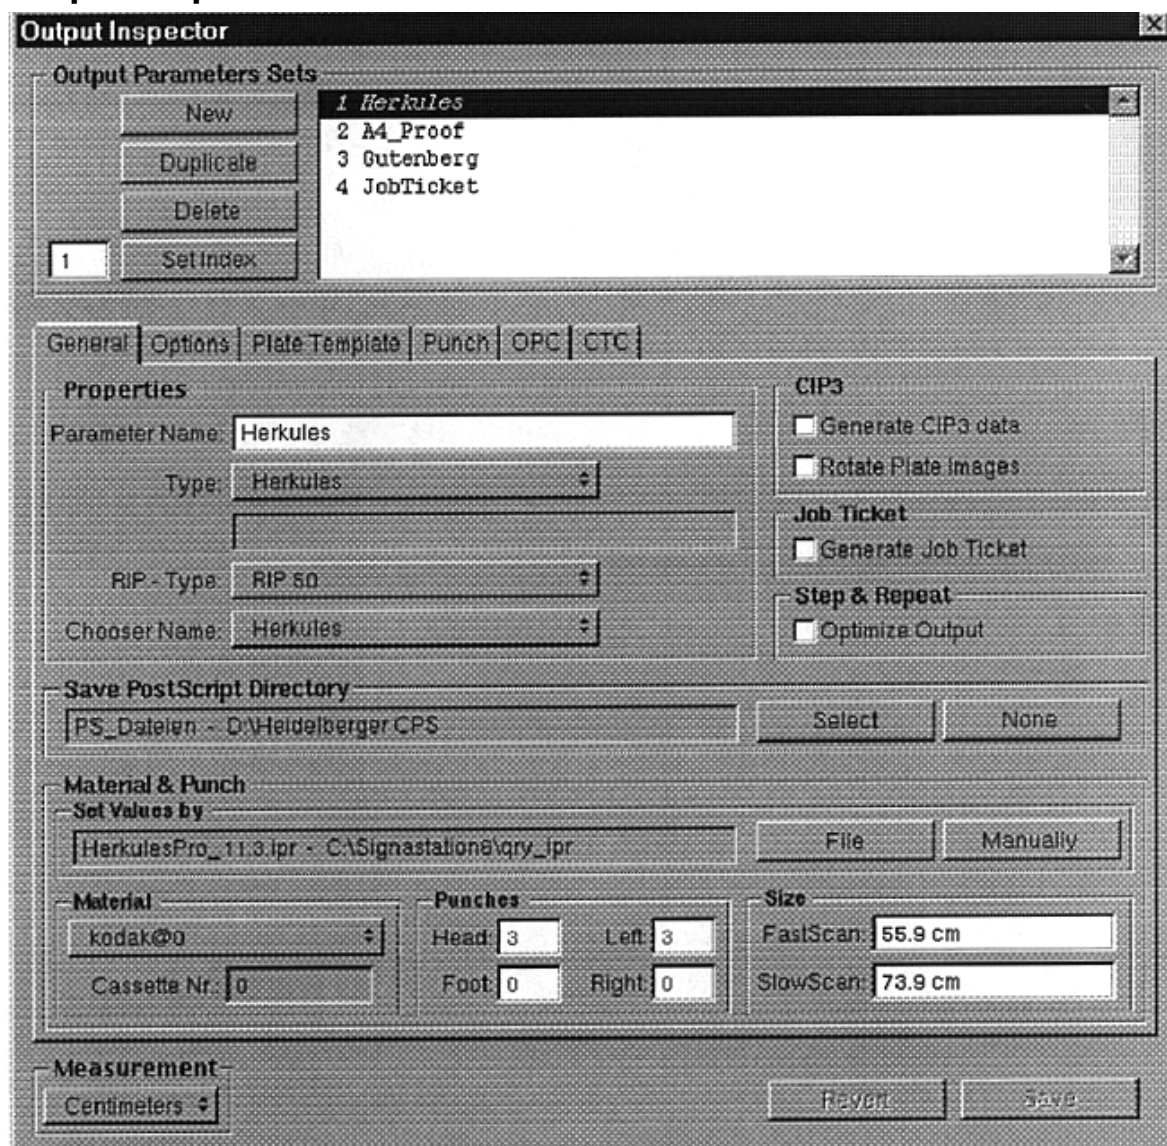 Output Inspector
Output Parameters Sets
New
Duplicate
Delete
1 Set Index
1 Herkules
2 A4_Proof
3 Gutenberg
4 JobTicket
General Options Plate Template Punch OPC CTC
Properties
Parameter Name: Herkules
Type: Herkules
RIP - Type RIP 50
Chooser Name: Herkules
CIP3
Generate CIP3 data
Rotate Plate Images
Job Ticket
Generate Job Ticket
Step & Repeat
Optimize Output
Save PostScript Directory
PS_Dateien - D:\Heidelberger CPS Select None
Material & Punch
Set Values by
HerkulesPro_11.3.ipr - C:\Signastation6\qry_ipr File Manually
Material
kodak@0
Cassette Nr.: 0
Punches
Head: 3 Left: 3
Foot: 0 Right: 0
Size
FastScan: 55.9 cm
SlowScan: 73.9 cm
Measurement
Centimeters
Revert Save